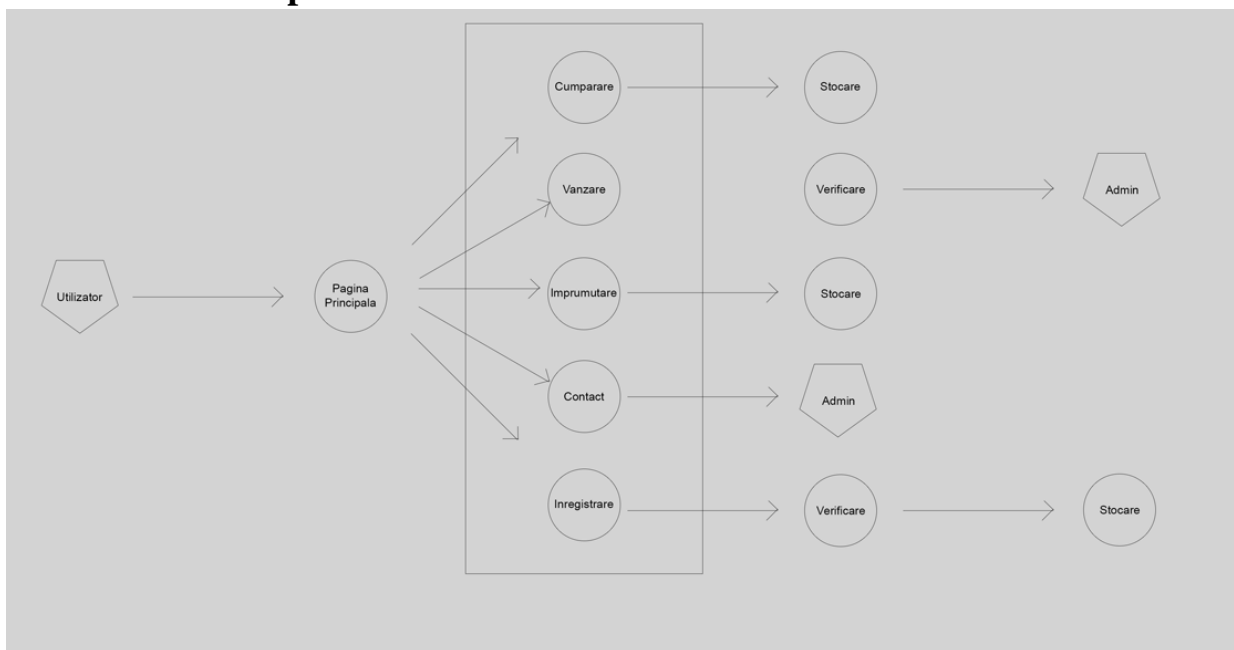 Cumparare
Stocare
Vanzare
Verificare
Admin
Utilizator
Pagina
Principala
Imprumutare
Stocare
Contact
Admin
Inregistrare
Verificare
Stocare